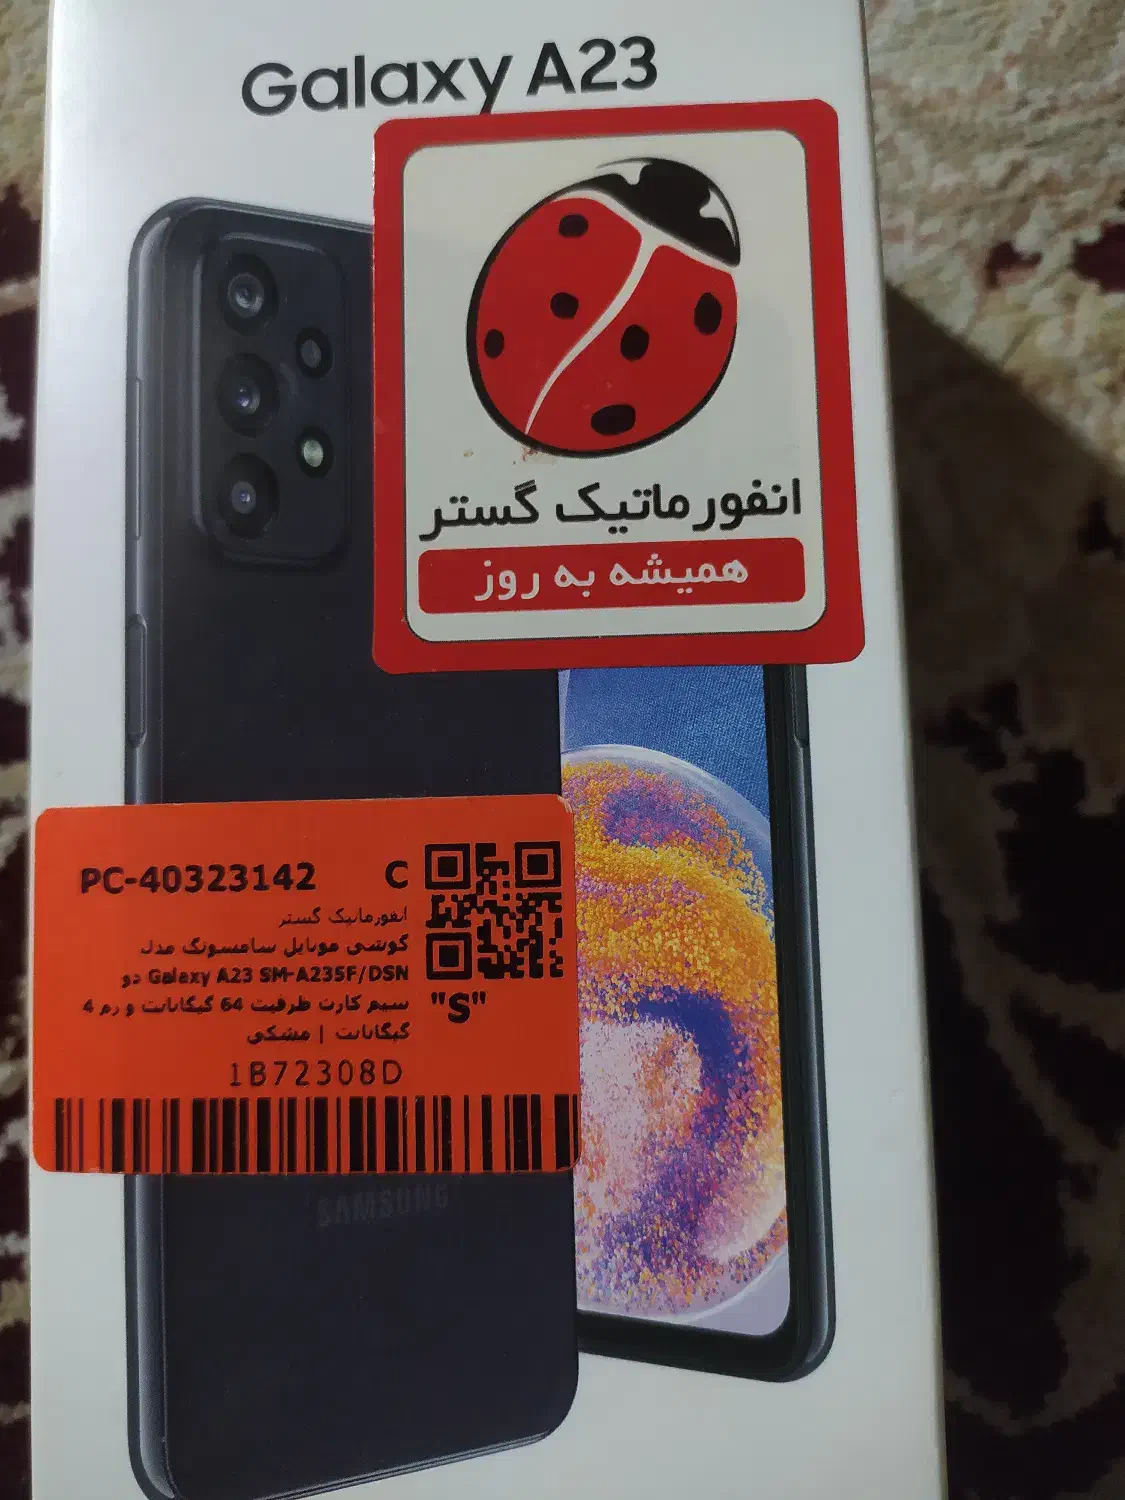 Galaxy A23
انفورماتیک گستر
همیشه به روز
PC-40323142 C
انفورماتیک گستر
گوشی موبایل سامسونگ مدل
Galaxy A23 SM-A235F/DSN دو
سیم کارت ظرفیت 64 گیگابایت و رم 4
گیگابایت | مشکی
"S"
1B72308D
SAMSUNG